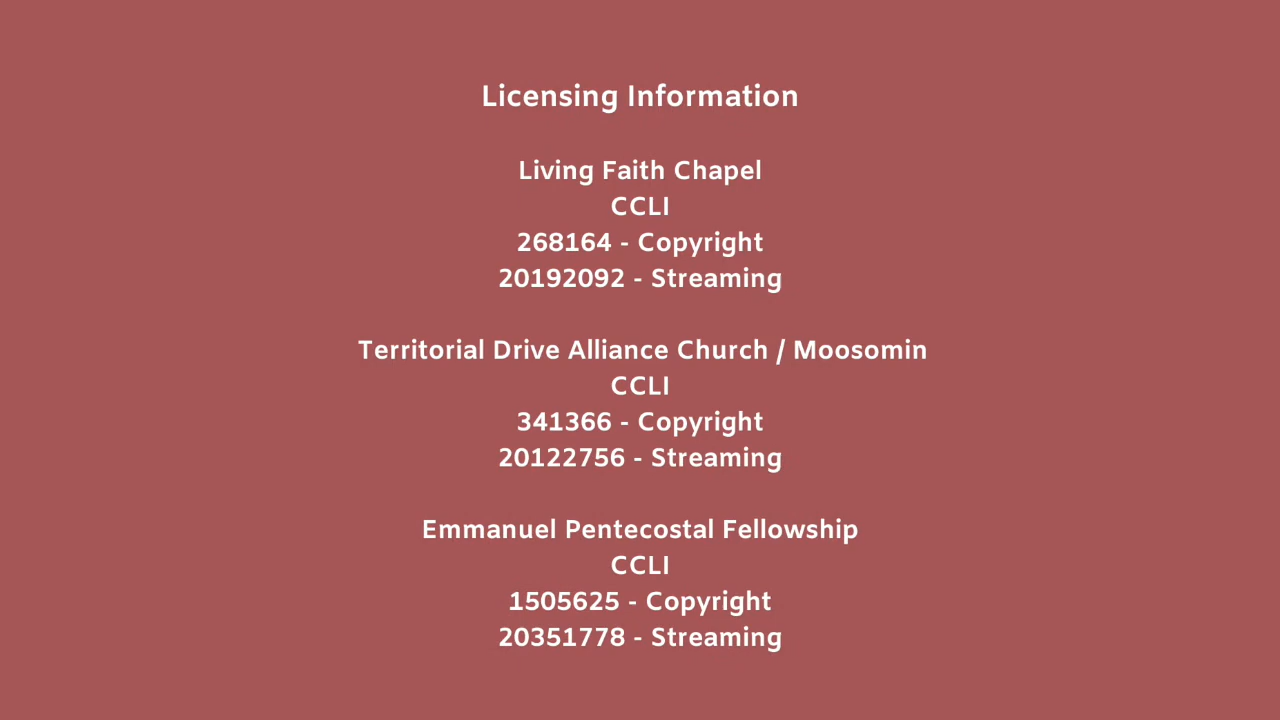 Licensing Information
Living Faith Chapel
CCLI
268164 - Copyright
20192092 - Streaming
Territorial Drive Alliance Church / Moosomin
CCLI
341366 - Copyright
20122756 - Streaming
Emmanuel Pentecostal Fellowship
CCLI
1505625 - Copyright
20351778 - Streaming